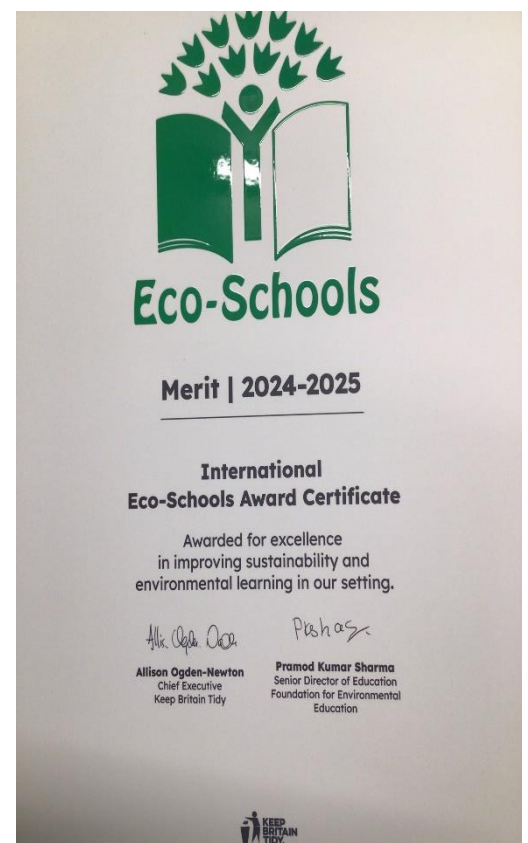 Eco-Schools
Merit | 2024-2025
International
Eco-Schools Award Certificate
Awarded for excellence
in improving sustainability and
environmental learning in our setting.
Allison Ogden-Newton
Chief Executive
Keep Britain Tidy
Pramod Kumar Sharma
Senior Director of Education
Foundation for Environmental
Education
KEEP
BRITAIN
TIDY.